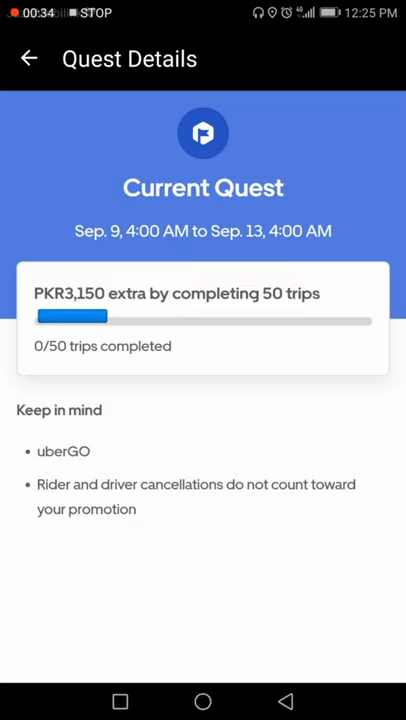 00:34 STOP 4G 12:25 PM
Quest Details
Current Quest
Sep. 9, 4:00 AM to Sep. 13, 4:00 AM
PKR3,150 extra by completing 50 trips
0/50 trips completed
Keep in mind
• uberGO
• Rider and driver cancellations do not count toward
your promotion